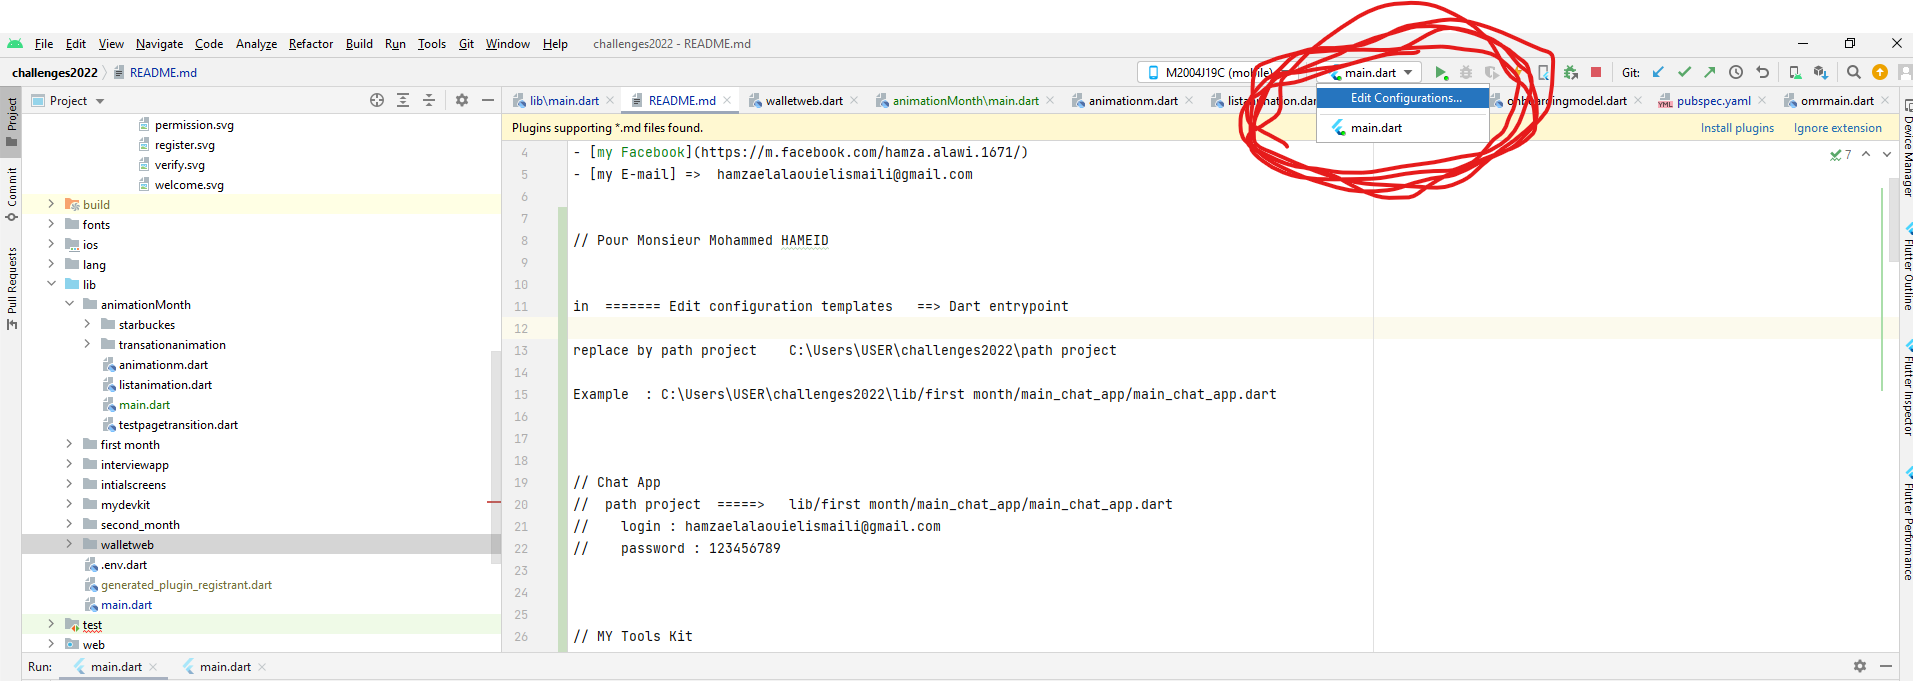 File Edit View Navigate Code Analyze Refactor Build Run Tools Git Window Help challenges2022 - README.md
challenges2022 README.md
M2004J19C (mobile)
main.dart
Git:
Project
lib\main.dart
README.md
walletweb.dart
animationMonth\main.dart
animationm.dart
onboardingmodel.dart
pubspec.yaml
omrmain.dart
Edit Configurations...
main.dart
Plugins supporting *.md files found.
Install plugins
Ignore extension
Project
Commit
Pull Requests
permission.svg
register.svg
verify.svg
welcome.svg
build
fonts
ios
lang
lib
animationMonth
starbuckes
transationanimation
animationm.dart
listanimation.dart
main.dart
testpagetransition.dart
first month
interviewapp
intialscreens
mydevkit
second_month
walletweb
.env.dart
generated_plugin_registrant.dart
main.dart
test
web
4 - [my Facebook](https://m.facebook.com/hamza.alawi.1671/)
5 - [my E-mail] => hamzaelalaouielismaili@gmail.com
6
7
8 // Pour Monsieur Mohammed HAMEID
9
10
11 in ======= Edit configuration templates ==> Dart entrypoint
12
13 replace by path project C:\Users\USER\challenges2022\path project
14
15 Example : C:\Users\USER\challenges2022\lib/first month/main_chat_app/main_chat_app.dart
16
17
18
19 // Chat App
20 // path project =====> lib/first month/main_chat_app/main_chat_app.dart
21 // login : hamzaelalaouielismaili@gmail.com
22 // password : 123456789
23
24
25
26 // MY Tools Kit
7
Device Manager
Flutter Outline
Flutter Inspector
Flutter Performance
Run: main.dart main.dart